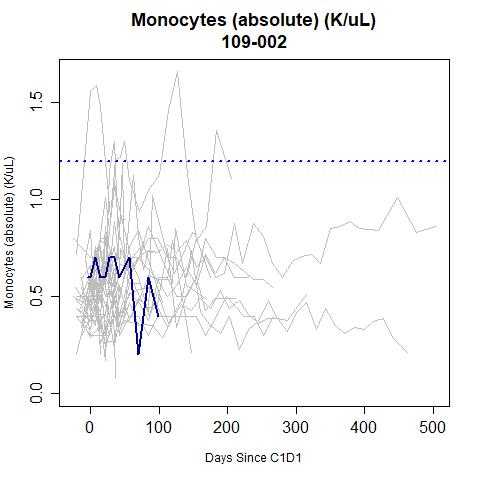 Monocytes (absolute) (K/uL)
109-002
Monocytes (absolute) (K/uL)
1.5
1.0
0.5
0.0
0 100 200 300 400 500
Days Since C1D1